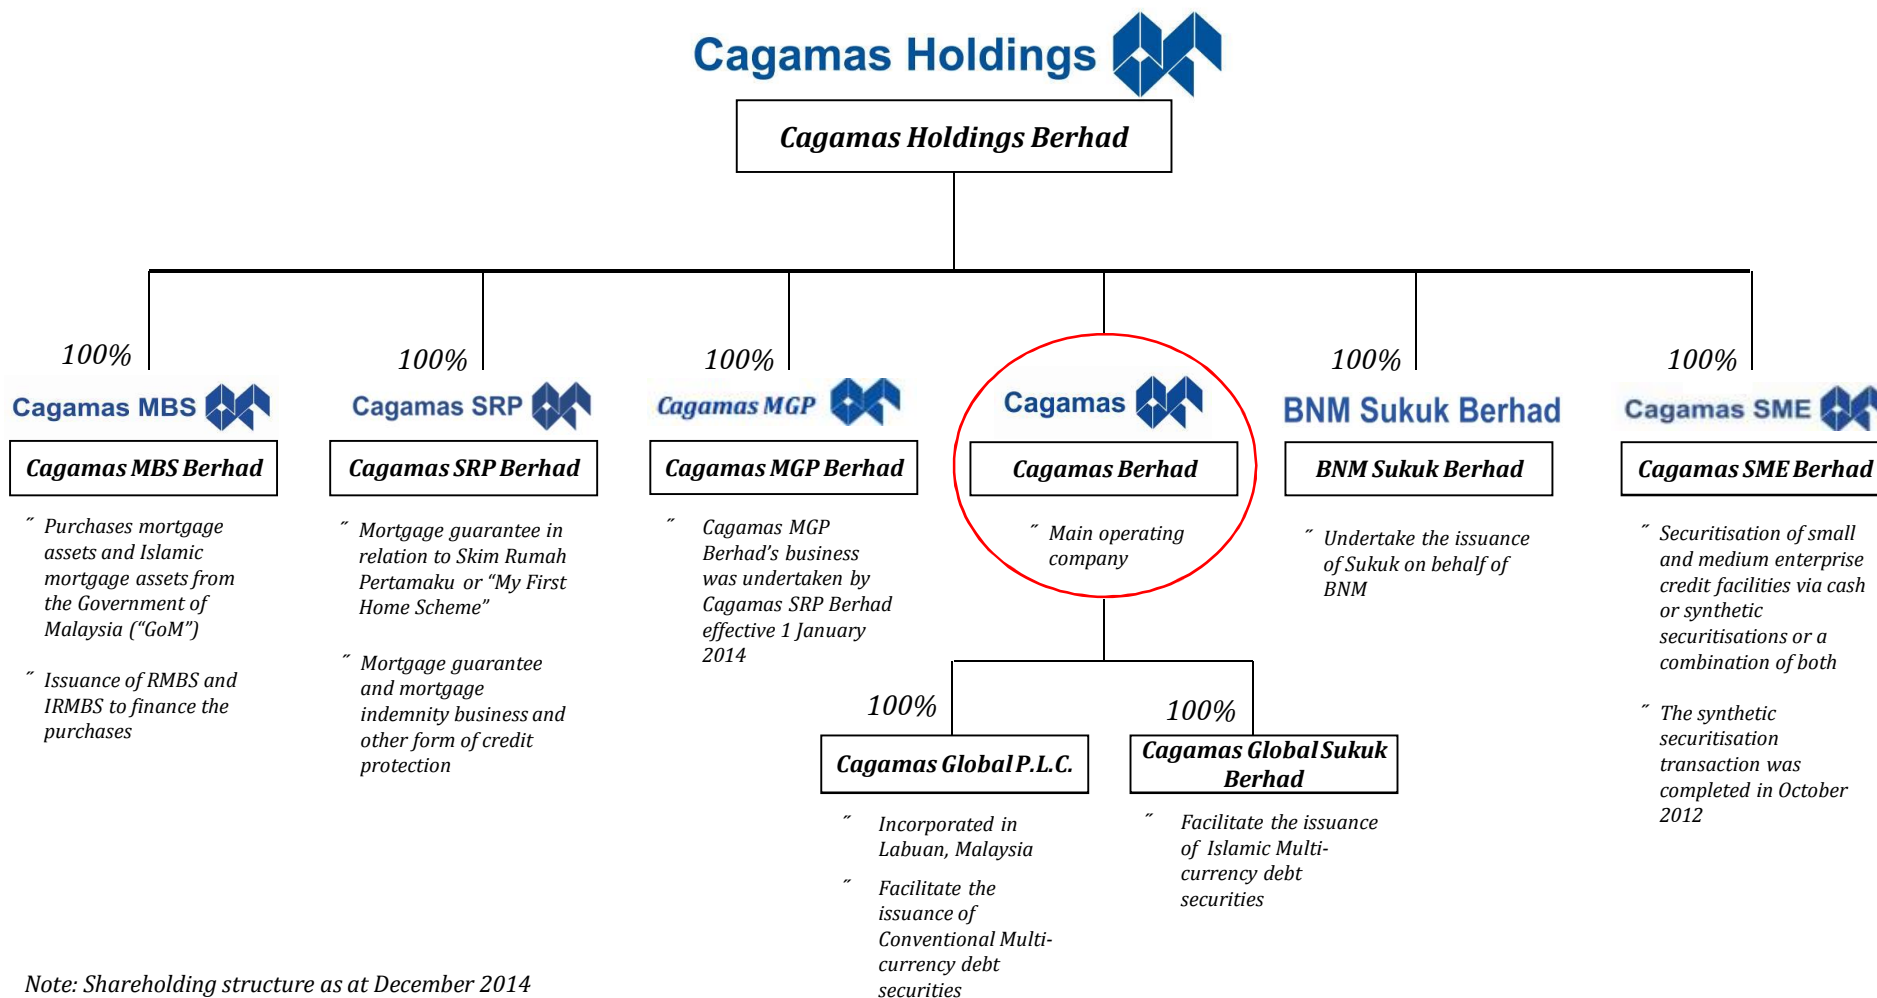 Cagamas Holdings
Cagamas Holdings Berhad
100%
Cagamas MBS
Cagamas MBS Berhad
˝ Purchases mortgage
assets and Islamic
mortgage assets from
the Government of
Malaysia (“GoM”)
˝ Issuance of RMBS and
IRMBS to finance the
purchases
100%
Cagamas SRP
Cagamas SRP Berhad
˝ Mortgage guarantee in
relation to Skim Rumah
Pertamaku or “My First
Home Scheme”
˝ Mortgage guarantee
and mortgage
indemnity business and
other form of credit
protection
100%
Cagamas MGP
Cagamas MGP Berhad
˝ Cagamas MGP
Berhad’s business
was undertaken by
Cagamas SRP Berhad
effective 1 January
2014
Cagamas
Cagamas Berhad
˝ Main operating
company
100%
BNM Sukuk Berhad
BNM Sukuk Berhad
˝ Undertake the issuance
of Sukuk on behalf of
BNM
100%
Cagamas SME
Cagamas SME Berhad
˝ Securitisation of small
and medium enterprise
credit facilities via cash
or synthetic
securitisations or a
combination of both
˝ The synthetic
securitisation
transaction was
completed in October
2012
100%
Cagamas Global P.L.C.
˝ Incorporated in
Labuan, Malaysia
˝ Facilitate the
issuance of
Conventional Multi-
currency debt
securities
100%
Cagamas Global Sukuk
Berhad
˝ Facilitate the issuance
of Islamic Multi-
currency debt
securities
Note: Shareholding structure as at December 2014